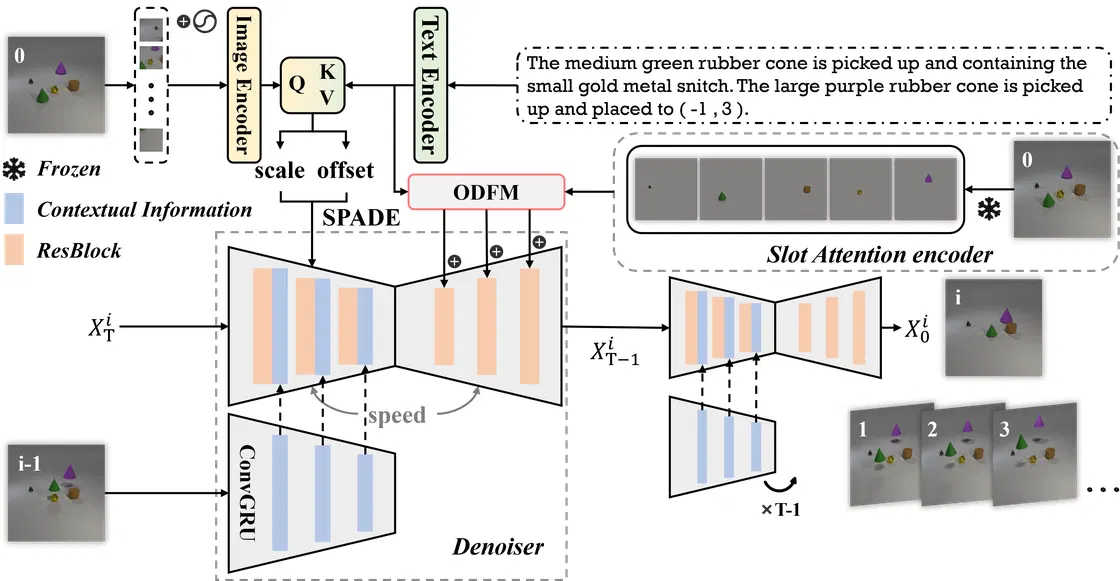 0
Image Encoder
Q
K
V
Text Encoder
The medium green rubber cone is picked up and containing the
small gold metal snitch. The large purple rubber cone is picked
up and placed to ( -1 , 3 ).
Frozen
Contextual Information
ResBlock
scale offset
SPADE
ODFM
0
Slot Attention encoder
X_T^i
X_{T-1}^i
X_0^i
i
speed
i-1
ConvGRU
Denoiser
×T-1
1
2
3
...